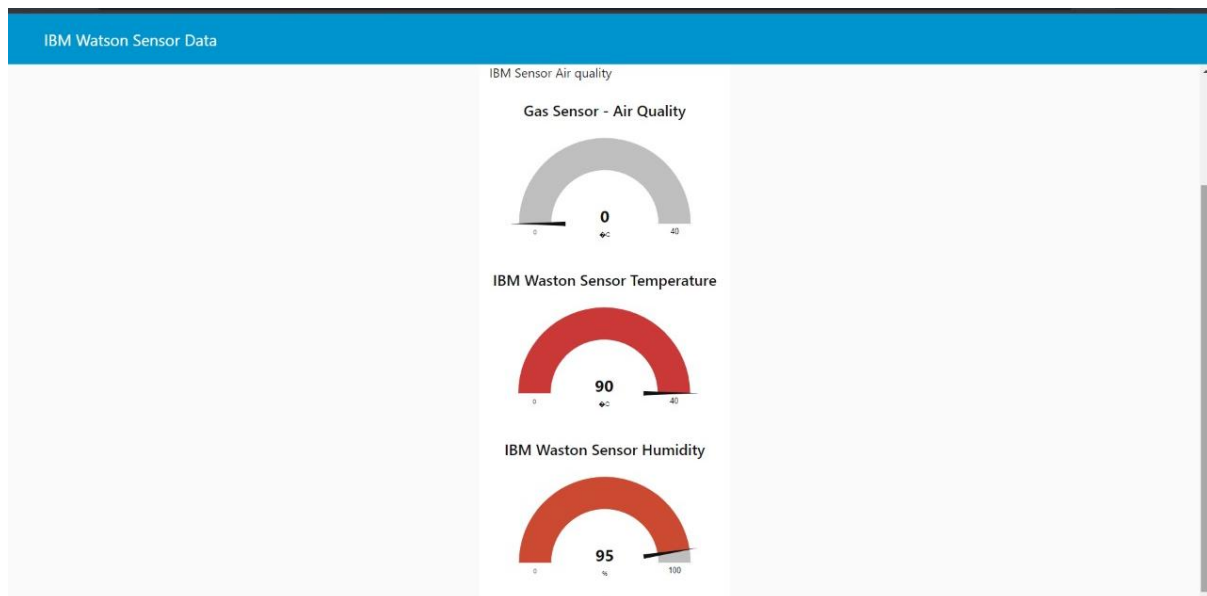 IBM Watson Sensor Data
IBM Sensor Air quality
Gas Sensor - Air Quality
0
0
40
�C
IBM Waston Sensor Temperature
90
0
40
�C
IBM Waston Sensor Humidity
95
0
100
%